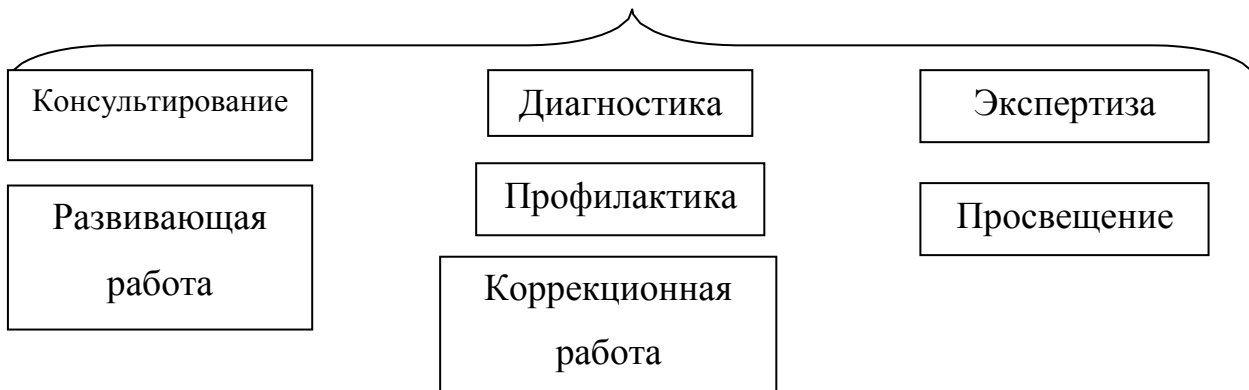 Консультирование
Диагностика
Экспертиза
Развивающая
работа
Профилактика
Просвещение
Коррекционная
работа